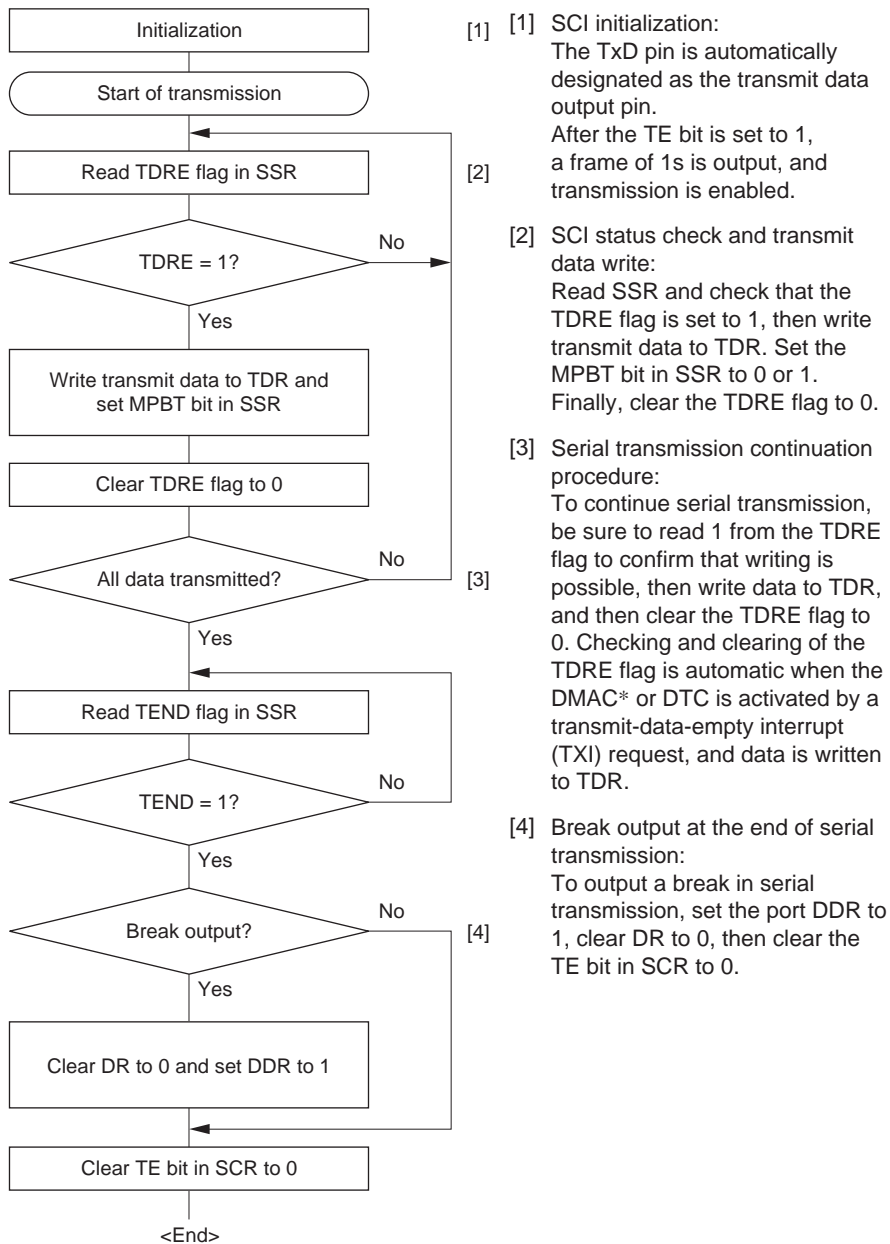 Initialization
[1]
Start of transmission
Read TDRE flag in SSR
[2]
TDRE = 1?
No
Yes
Write transmit data to TDR and
set MPBT bit in SSR
Clear TDRE flag to 0
All data transmitted?
No
[3]
Yes
Read TEND flag in SSR
TEND = 1?
No
Yes
Break output?
No
[4]
Yes
Clear DR to 0 and set DDR to 1
Clear TE bit in SCR to 0
<End>
[1] SCI initialization:
The TxD pin is automatically
designated as the transmit data
output pin.
After the TE bit is set to 1,
a frame of 1s is output, and
transmission is enabled.
[2] SCI status check and transmit
data write:
Read SSR and check that the
TDRE flag is set to 1, then write
transmit data to TDR. Set the
MPBT bit in SSR to 0 or 1.
Finally, clear the TDRE flag to 0.
[3] Serial transmission continuation
procedure:
To continue serial transmission,
be sure to read 1 from the TDRE
flag to confirm that writing is
possible, then write data to TDR,
and then clear the TDRE flag to
0. Checking and clearing of the
TDRE flag is automatic when the
DMAC* or DTC is activated by a
transmit-data-empty interrupt
(TXI) request, and data is written
to TDR.
[4] Break output at the end of serial
transmission:
To output a break in serial
transmission, set the port DDR to
1, clear DR to 0, then clear the
TE bit in SCR to 0.